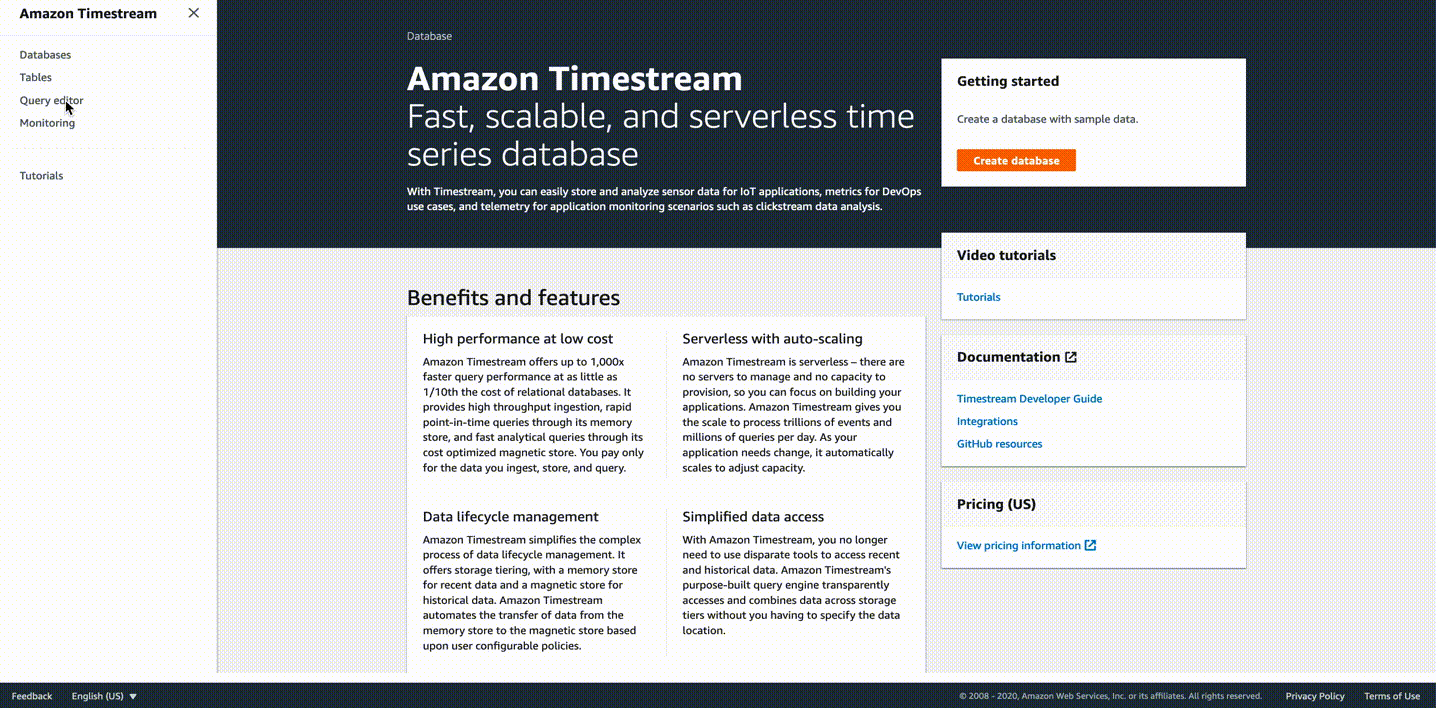 Amazon Timestream
Databases
Tables
Query editor
Monitoring
Tutorials
Database
Amazon Timestream
Fast, scalable, and serverless time
series database
With Timestream, you can easily store and analyze sensor data for IoT applications, metrics for DevOps
use cases, and telemetry for application monitoring scenarios such as clickstream data analysis.
Getting started
Create a database with sample data.
Create database
Benefits and features
High performance at low cost
Amazon Timestream offers up to 1,000x
faster query performance at as little as
1/10th the cost of relational databases. It
provides high throughput ingestion, rapid
point-in-time queries through its memory
store, and fast analytical queries through its
cost optimized magnetic store. You pay only
for the data you ingest, store, and query.
Serverless with auto-scaling
Amazon Timestream is serverless – there are
no servers to manage and no capacity to
provision, so you can focus on building your
applications. Amazon Timestream gives you
the scale to process trillions of events and
millions of queries per day. As your
application needs change, it automatically
scales to adjust capacity.
Data lifecycle management
Amazon Timestream simplifies the complex
process of data lifecycle management. It
offers storage tiering, with a memory store
for recent data and a magnetic store for
historical data. Amazon Timestream
automates the transfer of data from the
memory store to the magnetic store based
upon user configurable policies.
Simplified data access
With Amazon Timestream, you no longer
need to use disparate tools to access recent
and historical data. Amazon Timestream's
purpose-built query engine transparently
accesses and combines data across storage
tiers without you having to specify the data
location.
Video tutorials
Tutorials
Documentation
Timestream Developer Guide
Integrations
GitHub resources
Pricing (US)
View pricing information
Feedback
English (US)
© 2008 - 2020, Amazon Web Services, Inc. or its affiliates. All rights reserved.
Privacy Policy
Terms of Use